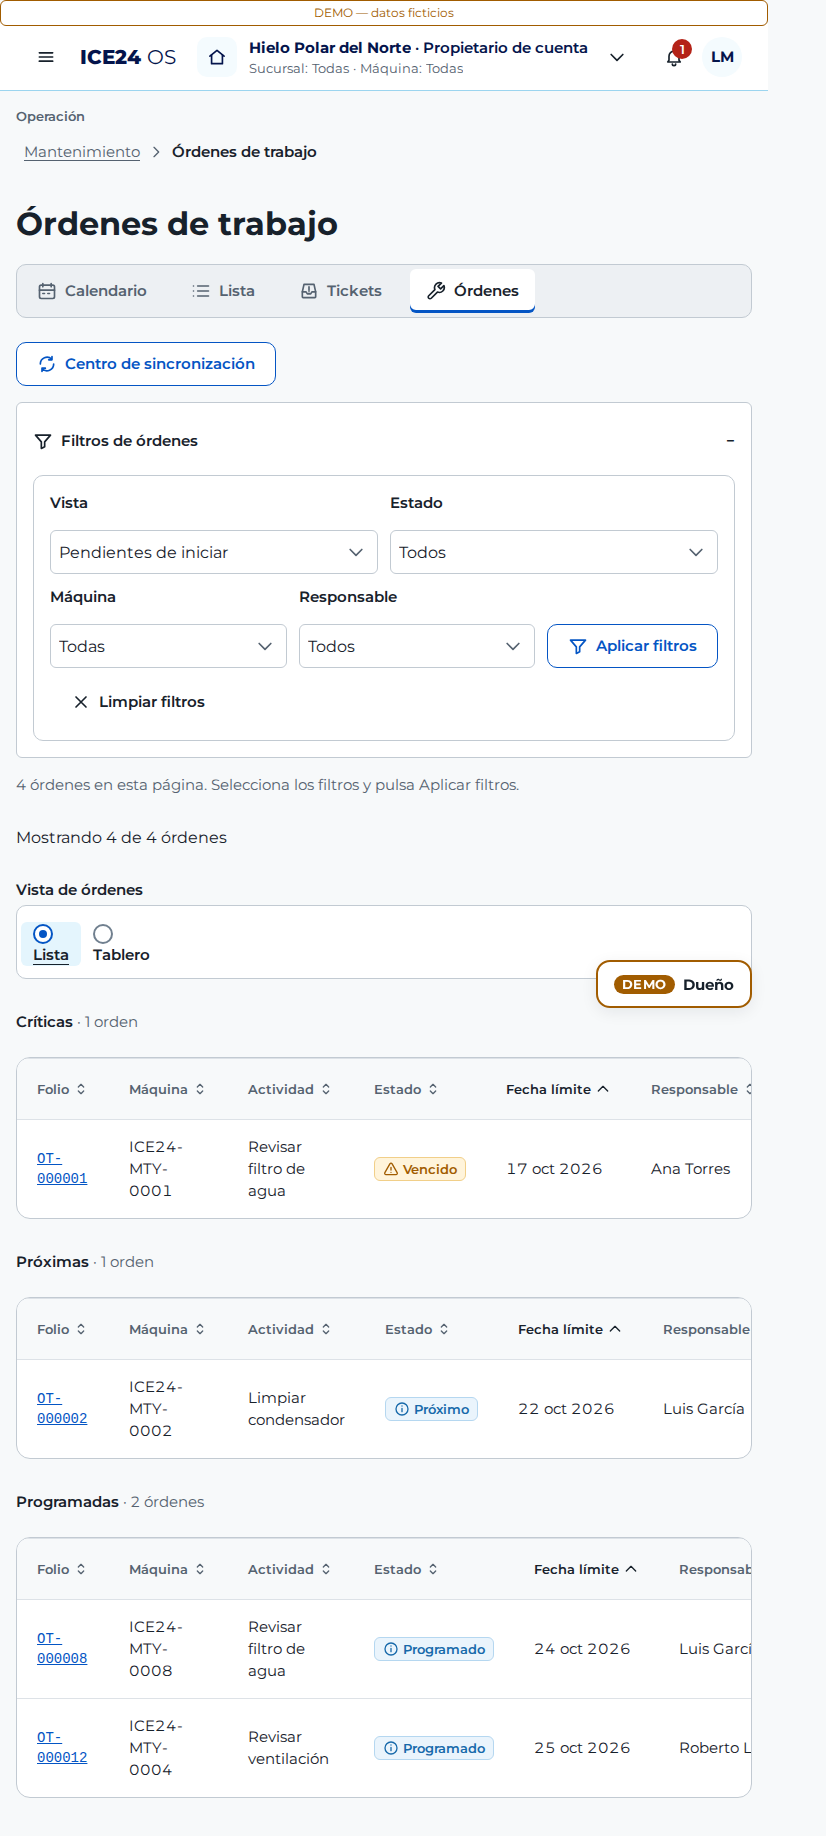 DEMO — datos ficticios
ICE24 OS
Hielo Polar del Norte · Propietario de cuenta
Sucursal: Todas · Máquina: Todas
1
LM
Operación
Mantenimiento
Órdenes de trabajo
Órdenes de trabajo
Calendario
Lista
Tickets
Órdenes
Centro de sincronización
Filtros de órdenes
Vista
Estado
Pendientes de iniciar
Todos
Máquina
Responsable
Todas
Todos
Aplicar filtros
Limpiar filtros
4 órdenes en esta página. Selecciona los filtros y pulsa Aplicar filtros.
Mostrando 4 de 4 órdenes
Vista de órdenes
Lista
Tablero
DEMO Dueño
Críticas · 1 orden
Folio Máquina Actividad Estado Fecha límite Responsable
OT-
000001
ICE24-
MTY-
0001
Revisar
filtro de
agua
Vencido
17 oct 2026
Ana Torres
Próximas · 1 orden
Folio Máquina Actividad Estado Fecha límite Responsable
OT-
000002
ICE24-
MTY-
0002
Limpiar
condensador
Próximo
22 oct 2026
Luis García
Programadas · 2 órdenes
Folio Máquina Actividad Estado Fecha límite Responsab
OT-
000008
ICE24-
MTY-
0008
Revisar
filtro de
agua
Programado
24 oct 2026
Luis Garcí
OT-
000012
ICE24-
MTY-
0004
Revisar
ventilación
Programado
25 oct 2026
Roberto L